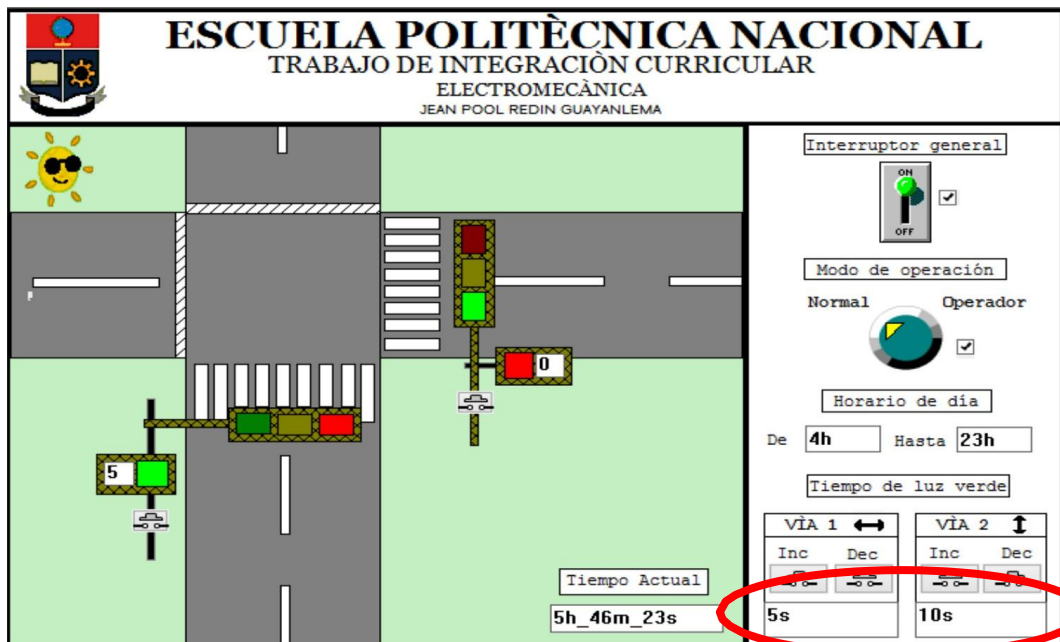 ESCUELA POLITÈCNICA NACIONAL
TRABAJO DE INTEGRACIÒN CURRICULAR
ELECTROMECÀNICA
JEAN POOL REDIN GUAYANLEMA
Interruptor general
ON
OFF
Modo de operación
Normal Operador
Horario de día
De 4h Hasta 23h
Tiempo de luz verde
VÌA 1 VÌA 2
Inc Dec Inc Dec
5s 10s
0
5
Tiempo Actual
5h_46m_23s